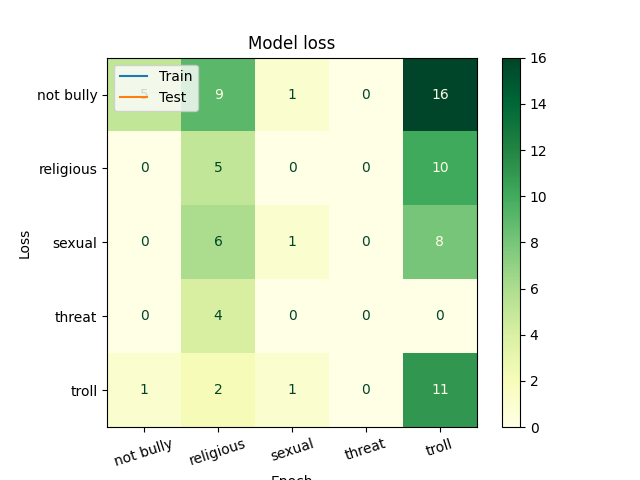 Model loss
Train
Test
not bully 5 9 1 0 16
religious 0 5 0 0 10
sexual 0 6 1 0 8
threat 0 4 0 0 0
troll 1 2 1 0 11
not bully religious sexual threat troll
Loss
Epoch
16
14
12
10
8
6
4
2
0